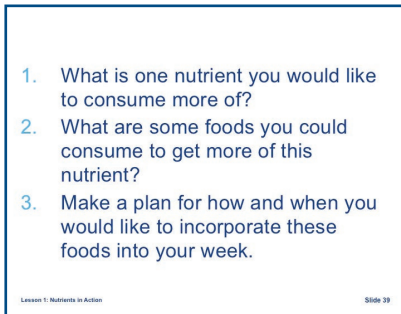 1. What is one nutrient you would like
to consume more of?
2. What are some foods you could
consume to get more of this
nutrient?
3. Make a plan for how and when you
would like to incorporate these
foods into your week.
Lesson 1: Nutrients in Action
Slide 39